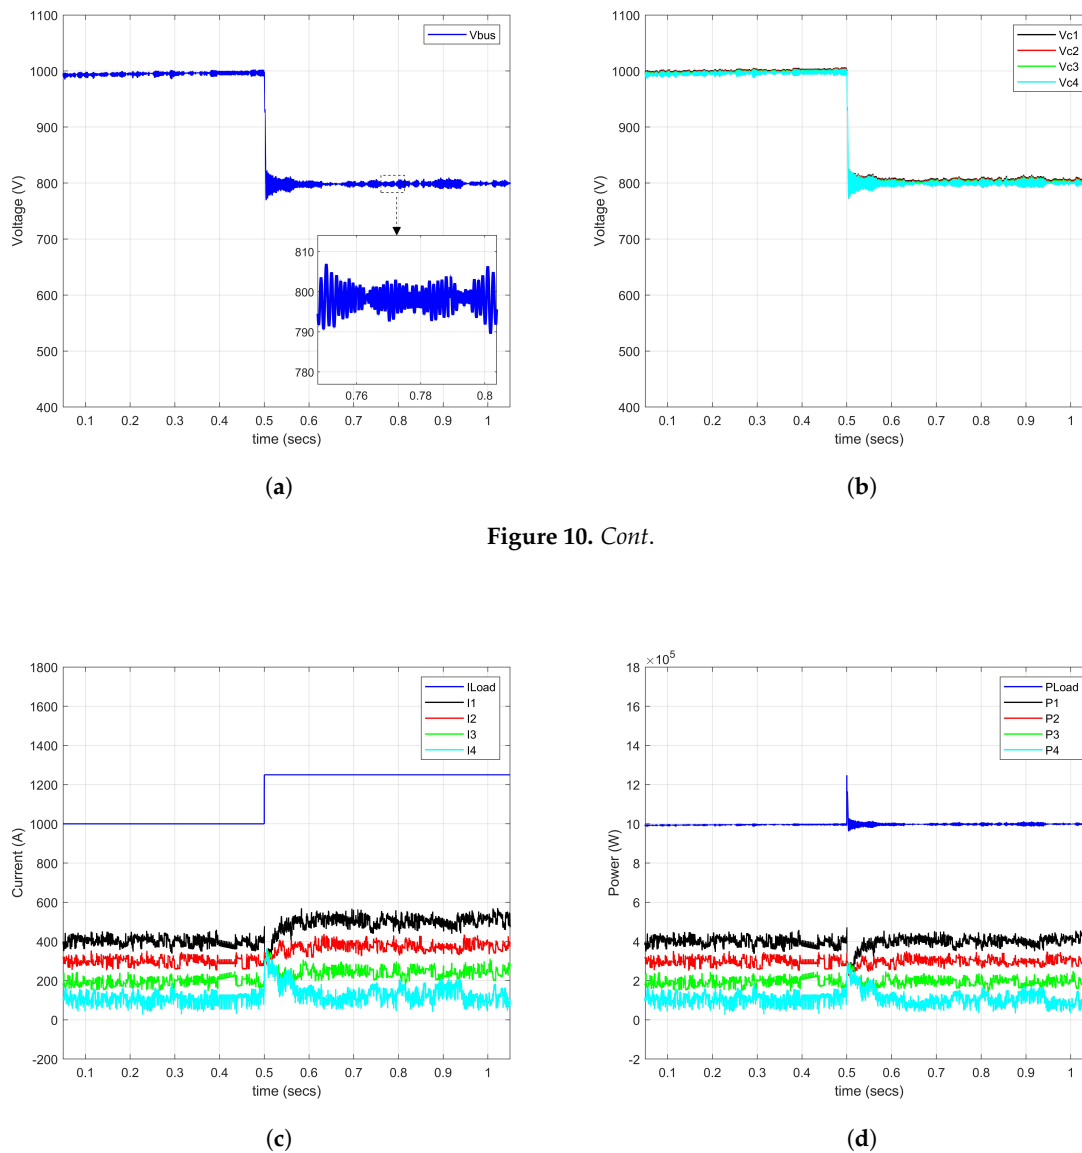 1100
1000
900
800
700
600
500
400
Voltage (V)
Vbus
810
800
790
780
0.76 0.78 0.8
0.1 0.2 0.3 0.4 0.5 0.6 0.7 0.8 0.9 1
time (secs)
(a)
1100
1000
900
800
700
600
500
400
Voltage (V)
Vc1
Vc2
Vc3
Vc4
0.1 0.2 0.3 0.4 0.5 0.6 0.7 0.8 0.9 1
time (secs)
(b)
Figure 10. Cont.
1800
1600
1400
1200
1000
800
600
400
200
0
-200
Current (A)
ILoad
I1
I2
I3
I4
0.1 0.2 0.3 0.4 0.5 0.6 0.7 0.8 0.9 1
time (secs)
(c)
×10^5
18
16
14
12
10
8
6
4
2
0
-2
Power (W)
PLoad
P1
P2
P3
P4
0.1 0.2 0.3 0.4 0.5 0.6 0.7 0.8 0.9 1
time (secs)
(d)